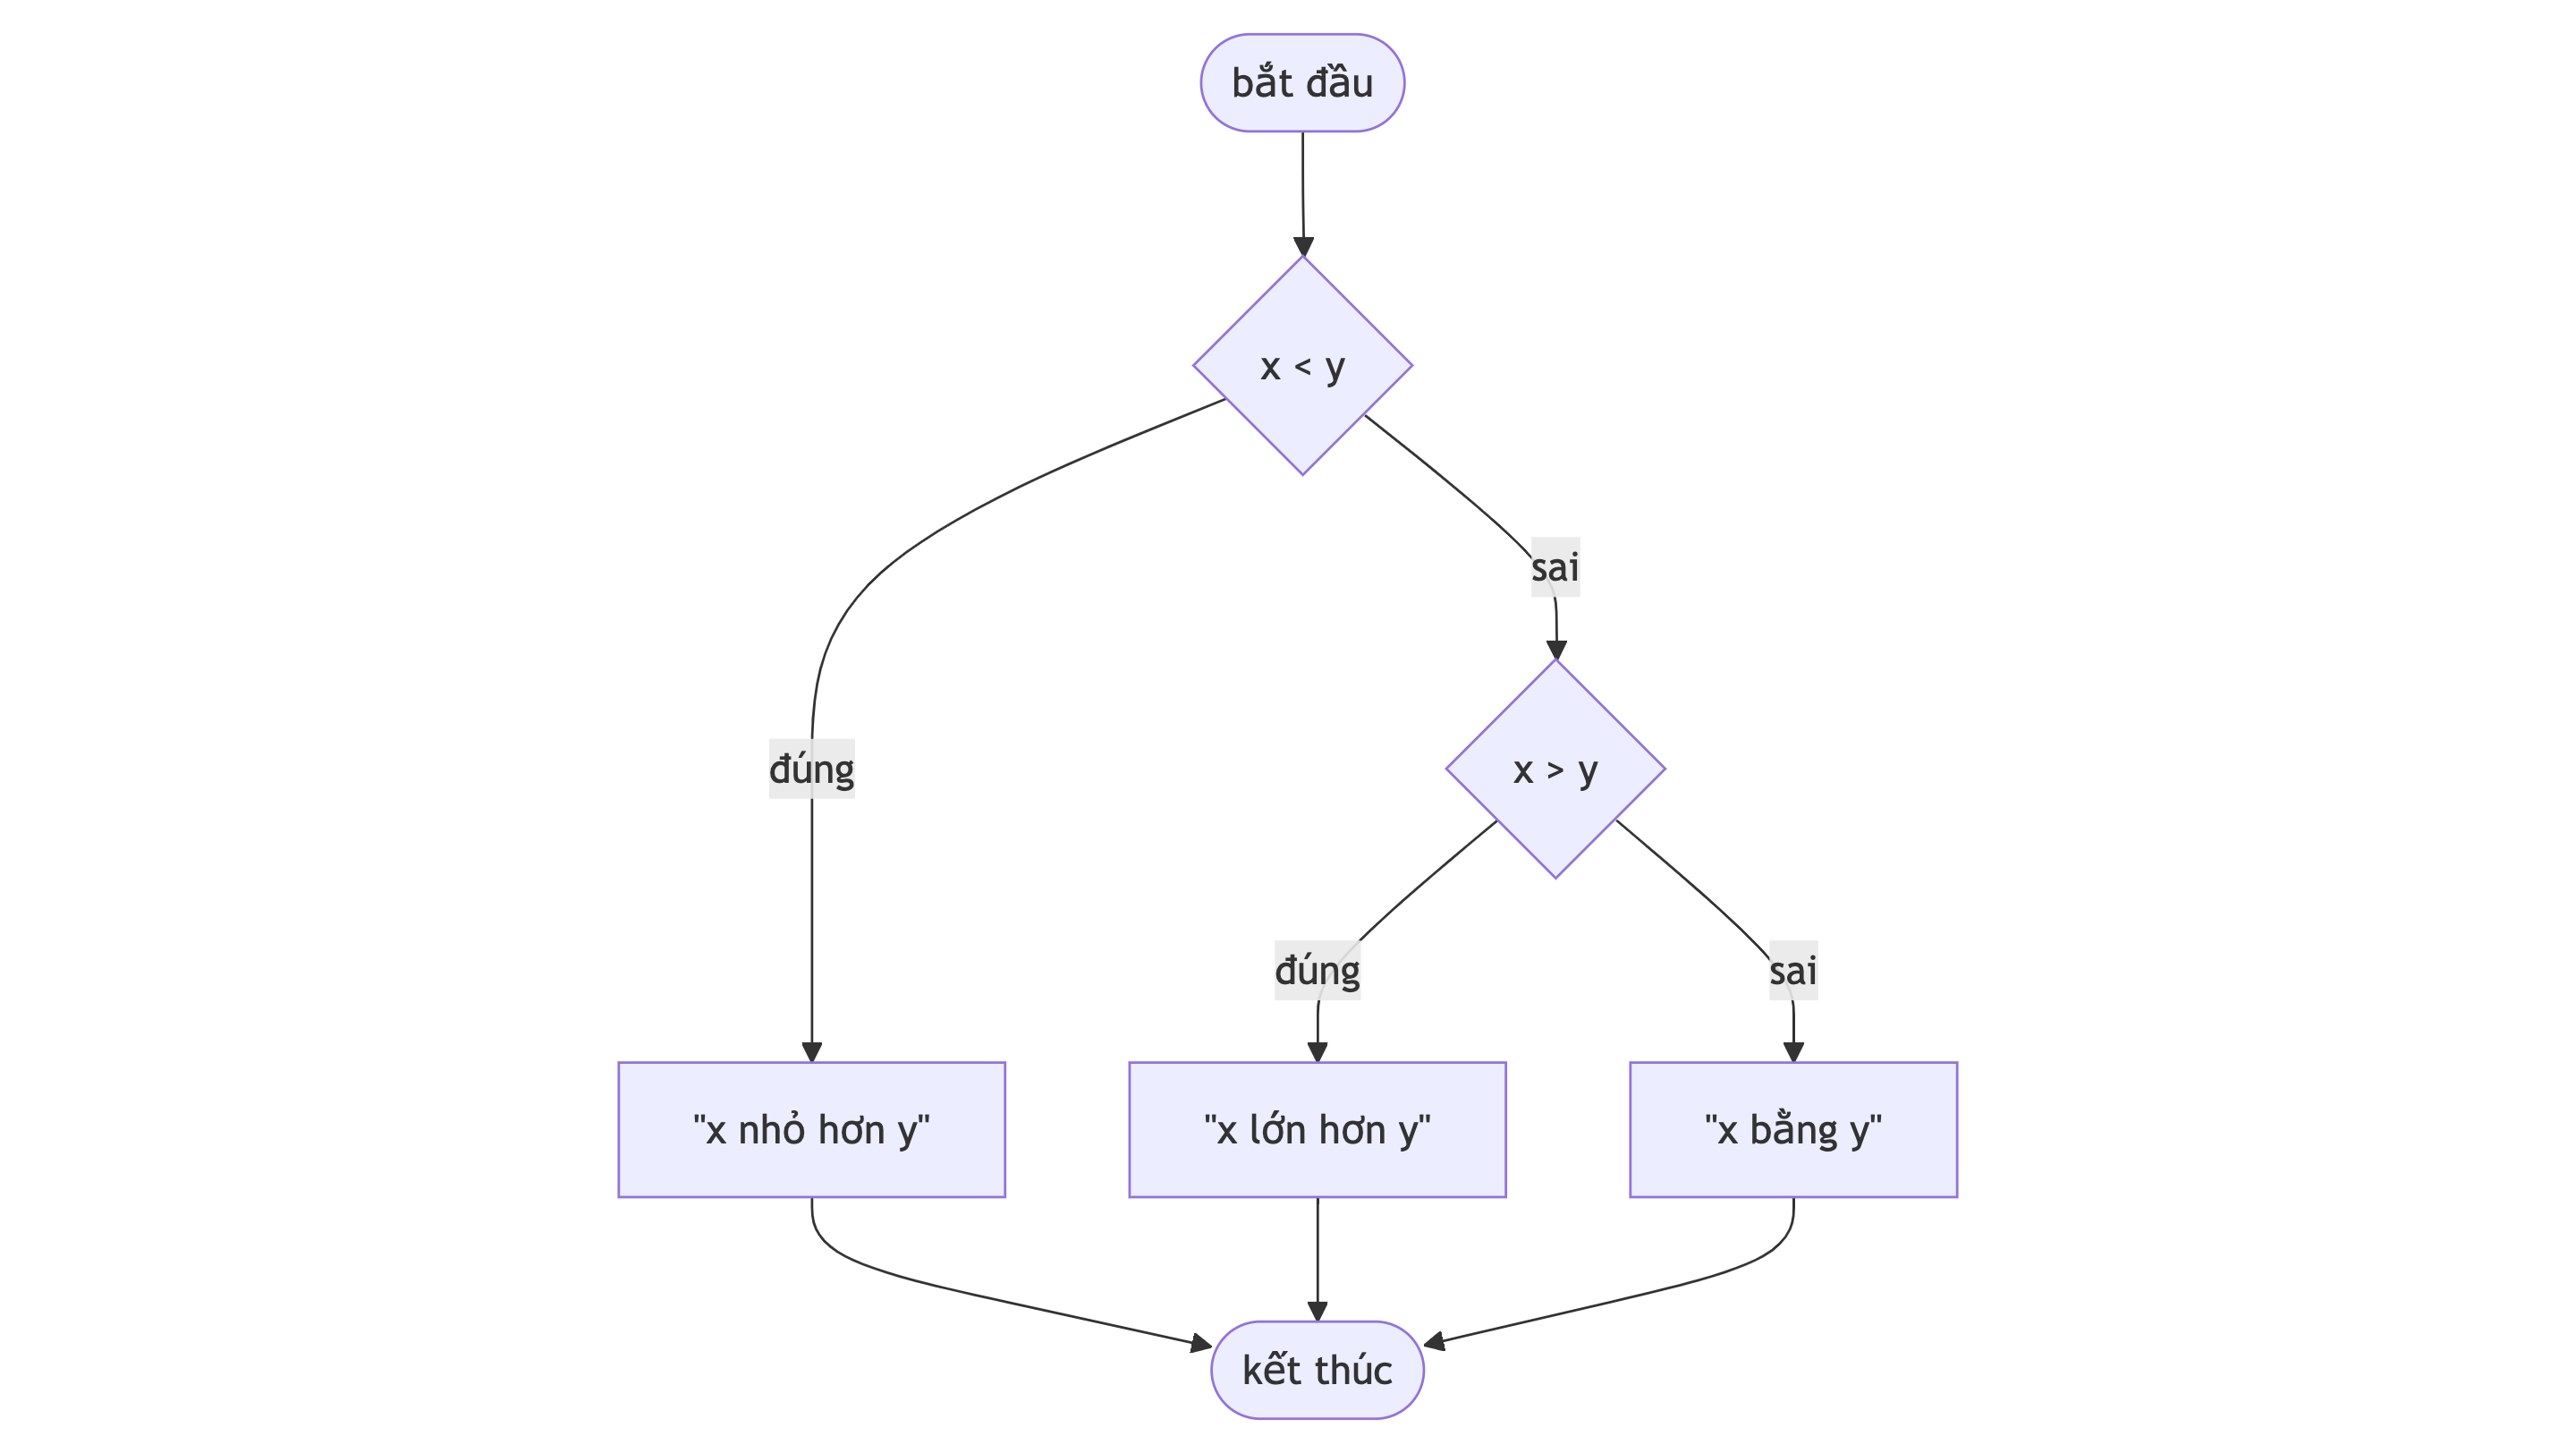 bắt đầu
x < y
sai
đúng
x > y
đúng
sai
"x nhỏ hơn y"
"x lớn hơn y"
"x bằng y"
kết thúc